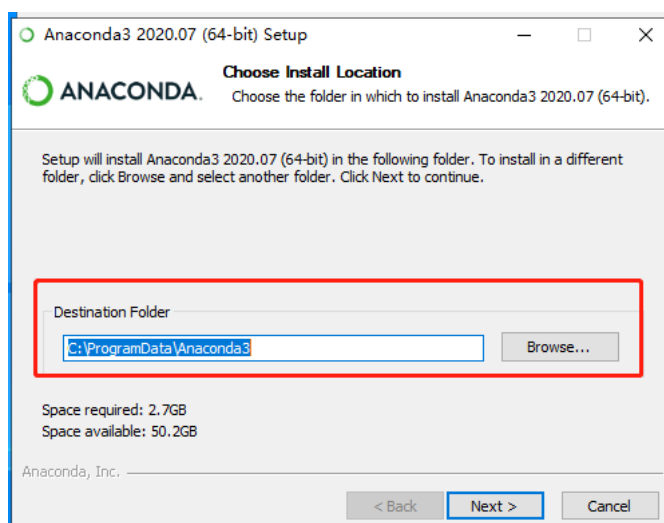 Anaconda3 2020.07 (64-bit) Setup
Choose Install Location
ANACONDA.
Choose the folder in which to install Anaconda3 2020.07 (64-bit).
Setup will install Anaconda3 2020.07 (64-bit) in the following folder. To install in a different
folder, click Browse and select another folder. Click Next to continue.
Destination Folder
C:\ProgramData\Anaconda3
Browse...
Space required: 2.7GB
Space available: 50.2GB
Anaconda, Inc.
< Back
Next >
Cancel